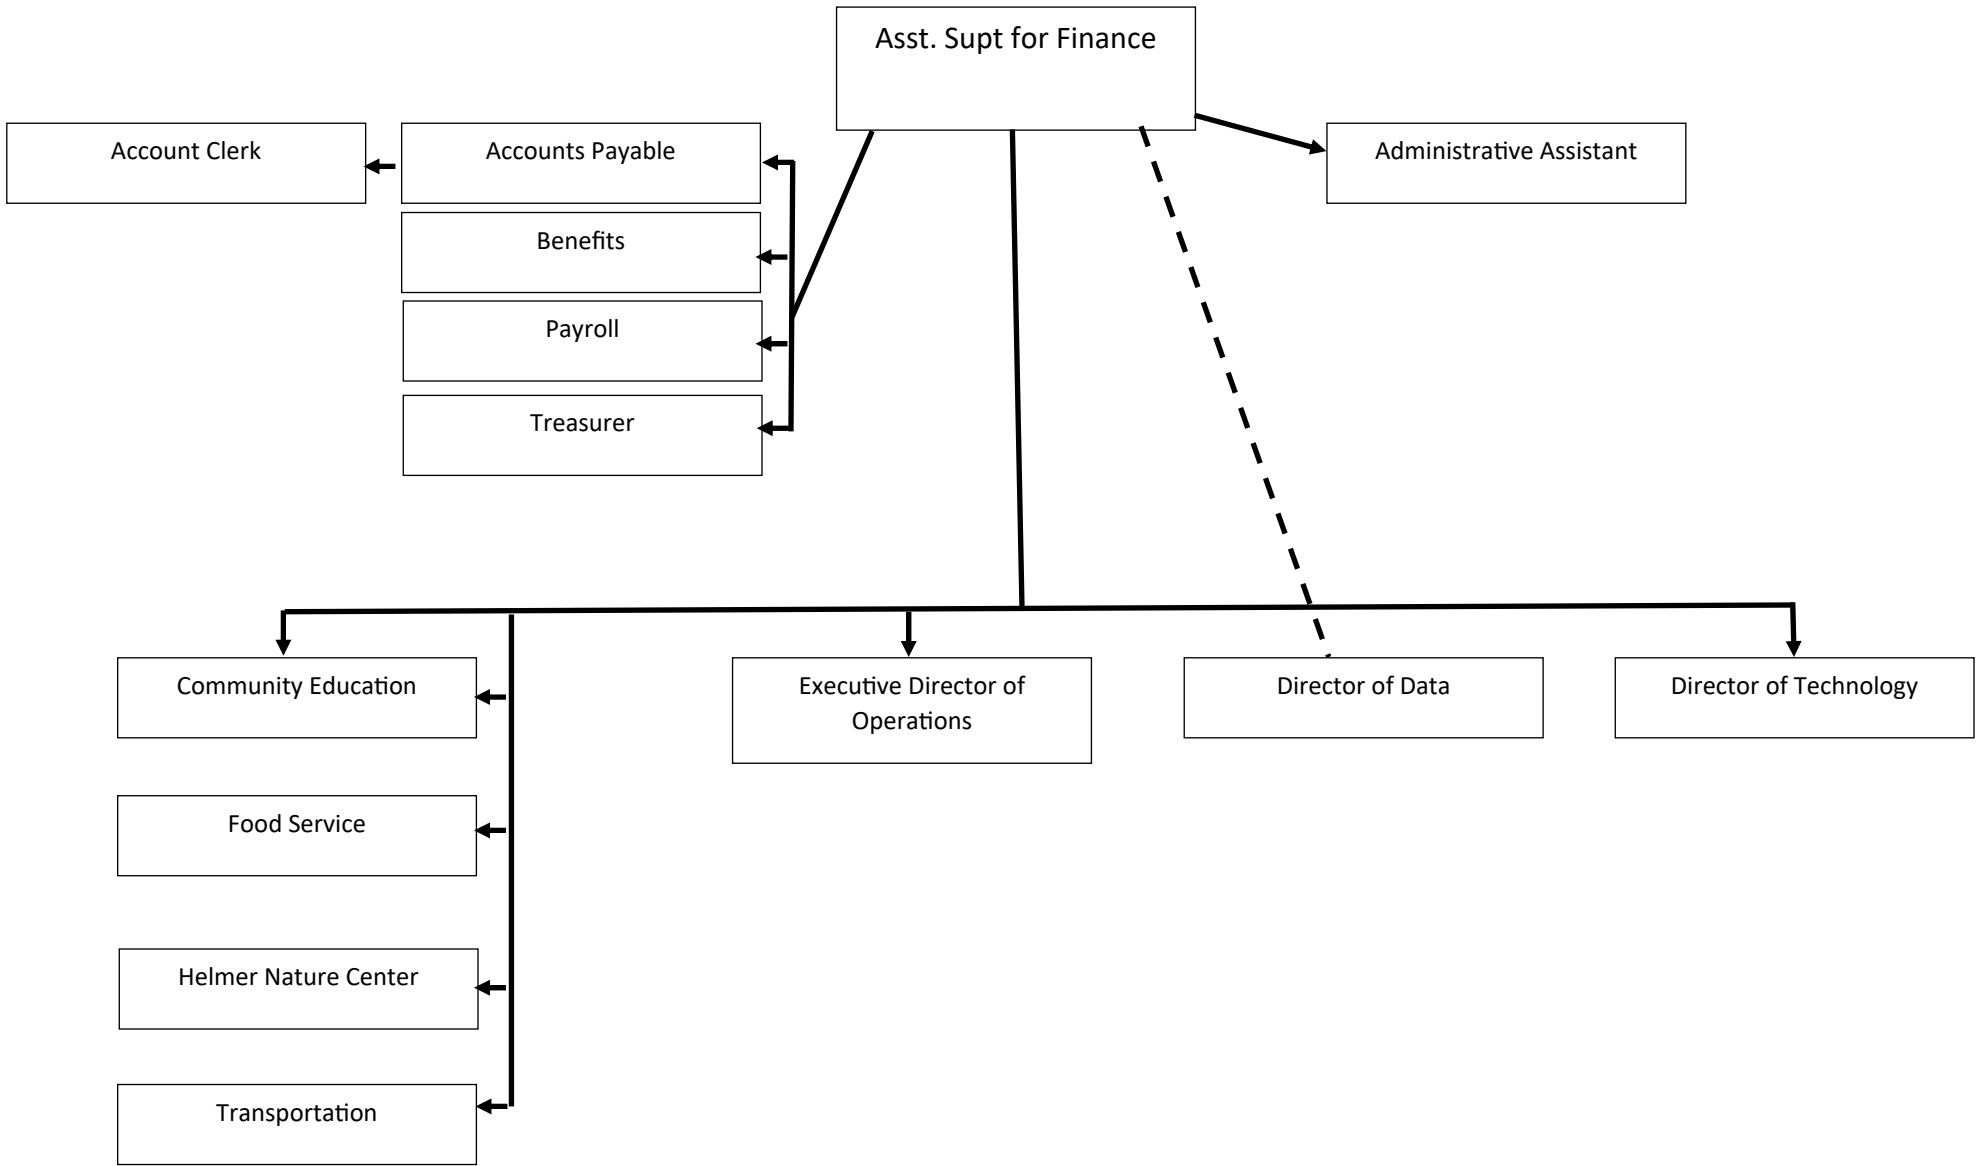 Asst. Supt for Finance
Account Clerk
Accounts Payable
Administrative Assistant
Benefits
Payroll
Treasurer
Community Education
Executive Director of
Operations
Director of Data
Director of Technology
Food Service
Helmer Nature Center
Transportation